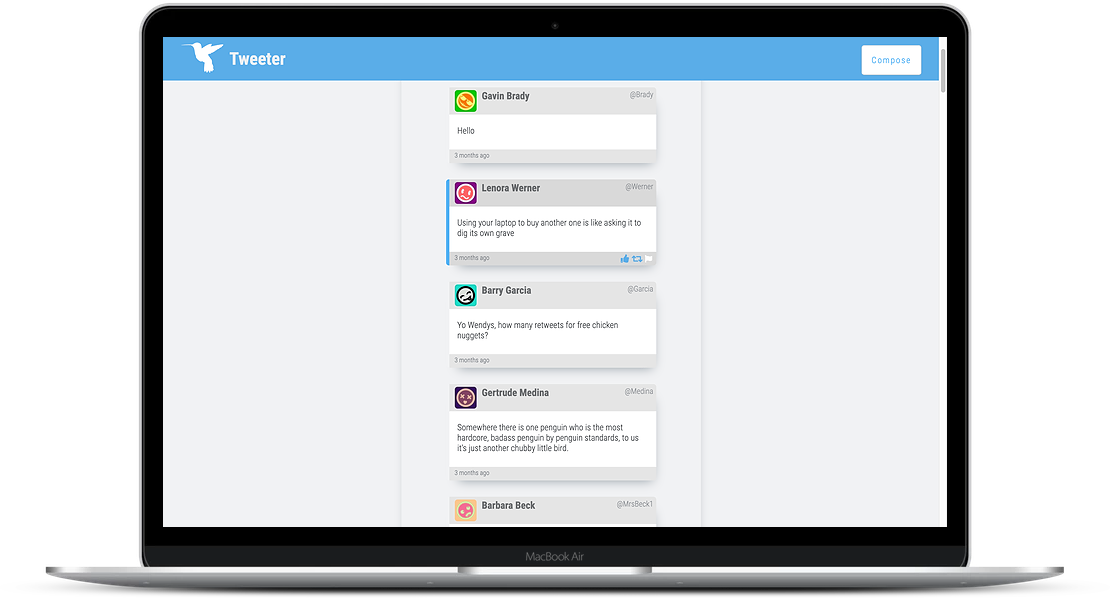 Tweeter
Compose
Gavin Brady
@Brady
Hello
3 months ago
Lenora Werner
@Werner
Using your laptop to buy another one is like asking it to
dig its own grave
3 months ago
Barry Garcia
@Garcia
Yo Wendys, how many retweets for free chicken
nuggets?
3 months ago
Gertrude Medina
@Medina
Somewhere there is one penguin who is the most
hardcore, badass penguin by penguin standards, to us
it's just another chubby little bird.
3 months ago
Barbara Beck
@MrsBeck1
MacBook Air